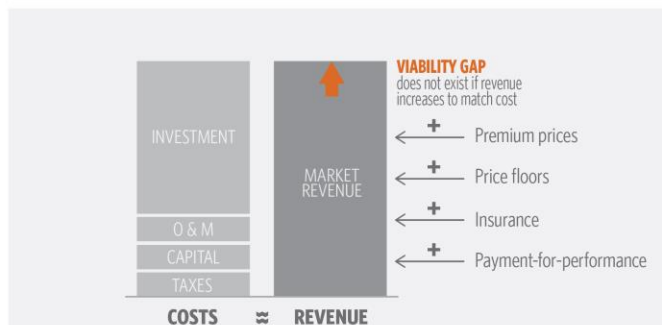 VIABILITY GAP
does not exist if revenue
increases to match cost
INVESTMENT
+
Premium prices
MARKET
REVENUE
+
Price floors
+
Insurance
O & M
CAPITAL
+
Payment-for-performance
TAXES
COSTS ≈ REVENUE